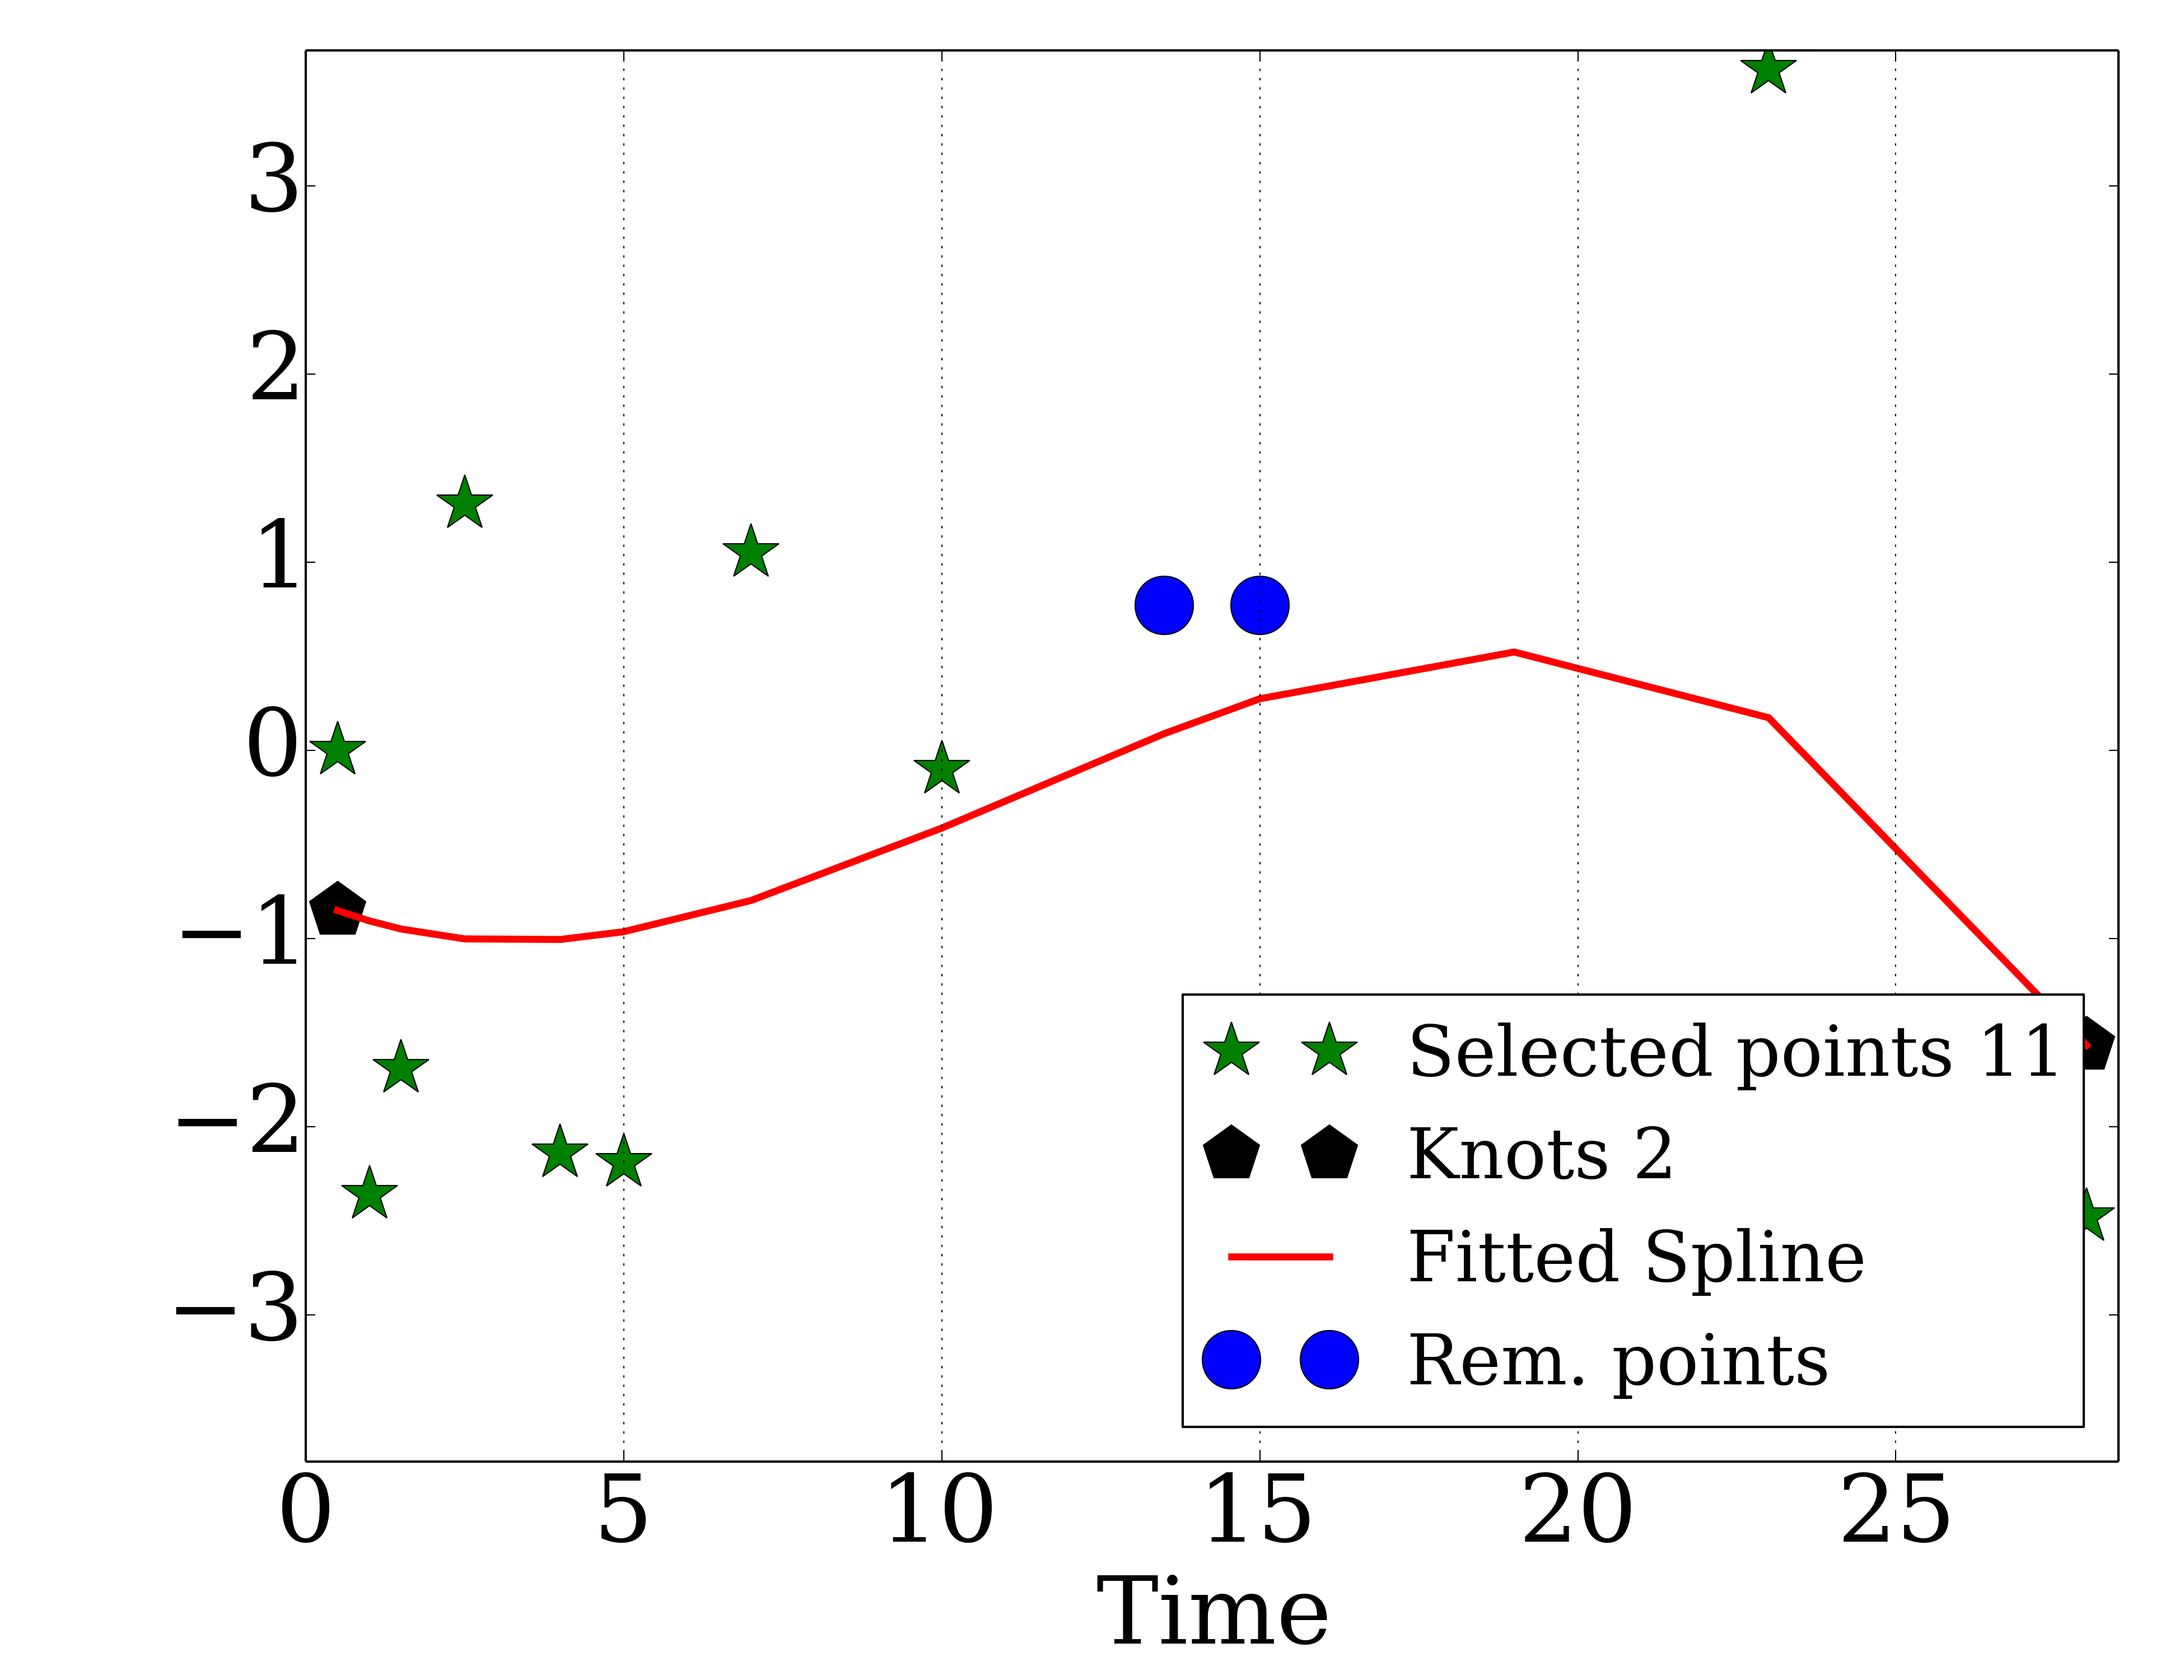 3
2
1
0
−1
−2
−3
Selected points 11
Knots 2
Fitted Spline
Rem. points
0 5 10 15 20 25
Time